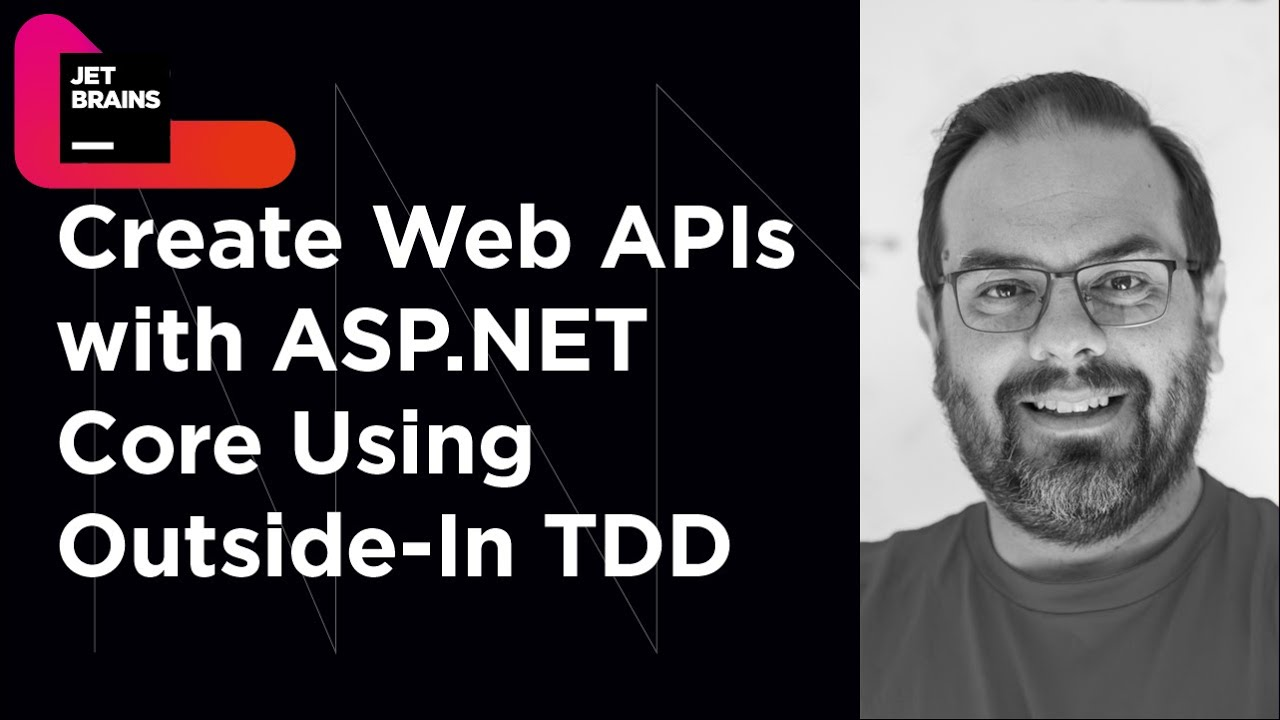 JET
BRAINS
Create Web APIs
with ASP.NET
Core Using
Outside-In TDD